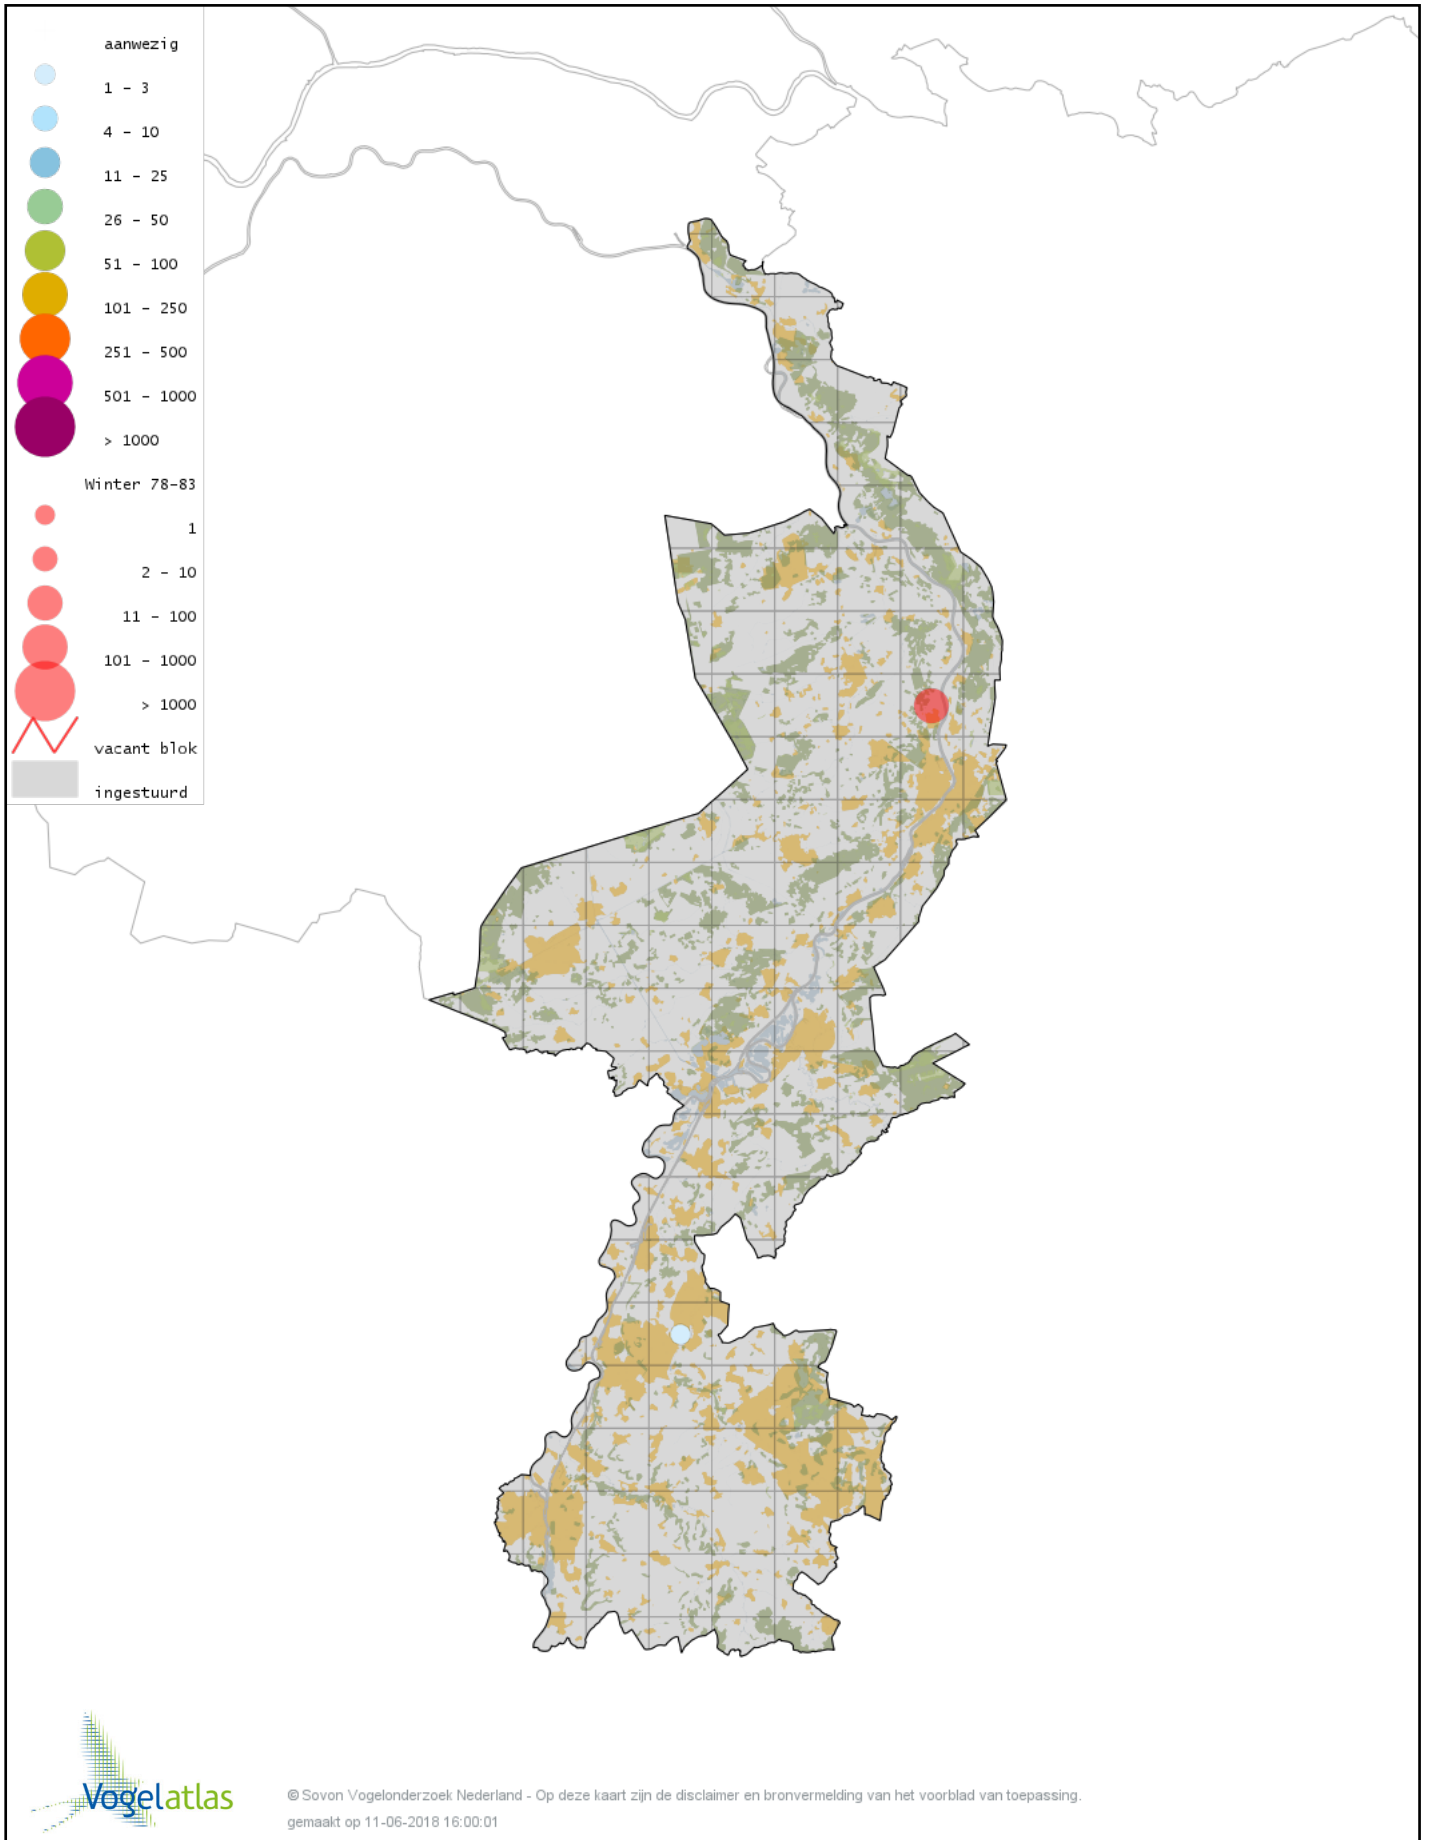 aanwezig
1 – 3
4 – 10
11 – 25
26 – 50
51 – 100
101 – 250
251 – 500
501 – 1000
> 1000
Winter 78-83
1
2 – 10
11 – 100
101 – 1000
> 1000
vacant blok
ingestuurd
Vogelatlas
© Sovon Vogelonderzoek Nederland - Op deze kaart zijn de disclaimer en bronvermelding van het voorblad van toepassing.
gemaakt op 11-06-2018 16:00:01